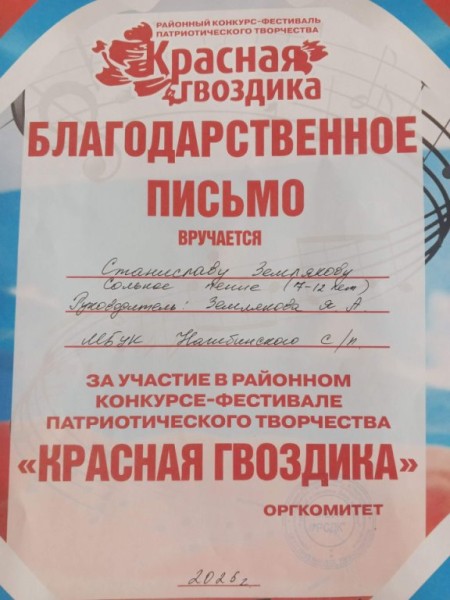 РАЙОННЫЙ КОНКУРС-ФЕСТИВАЛЬ
ПАТРИОТИЧЕСКОГО ТВОРЧЕСТВА
Красная
гвоздика
БЛАГОДАРСТВЕННОЕ
ПИСЬМО
ВРУЧАЕТСЯ
Станиславу Землякову
Сольное пение (7-12 лет)
Руководитель: Землякова Я. А.
МБУК Нагибинского с/п.
ЗА УЧАСТИЕ В РАЙОННОМ
КОНКУРСЕ-ФЕСТИВАЛЕ
ПАТРИОТИЧЕСКОГО ТВОРЧЕСТВА
«КРАСНАЯ ГВОЗДИКА»
ОРГКОМИТЕТ